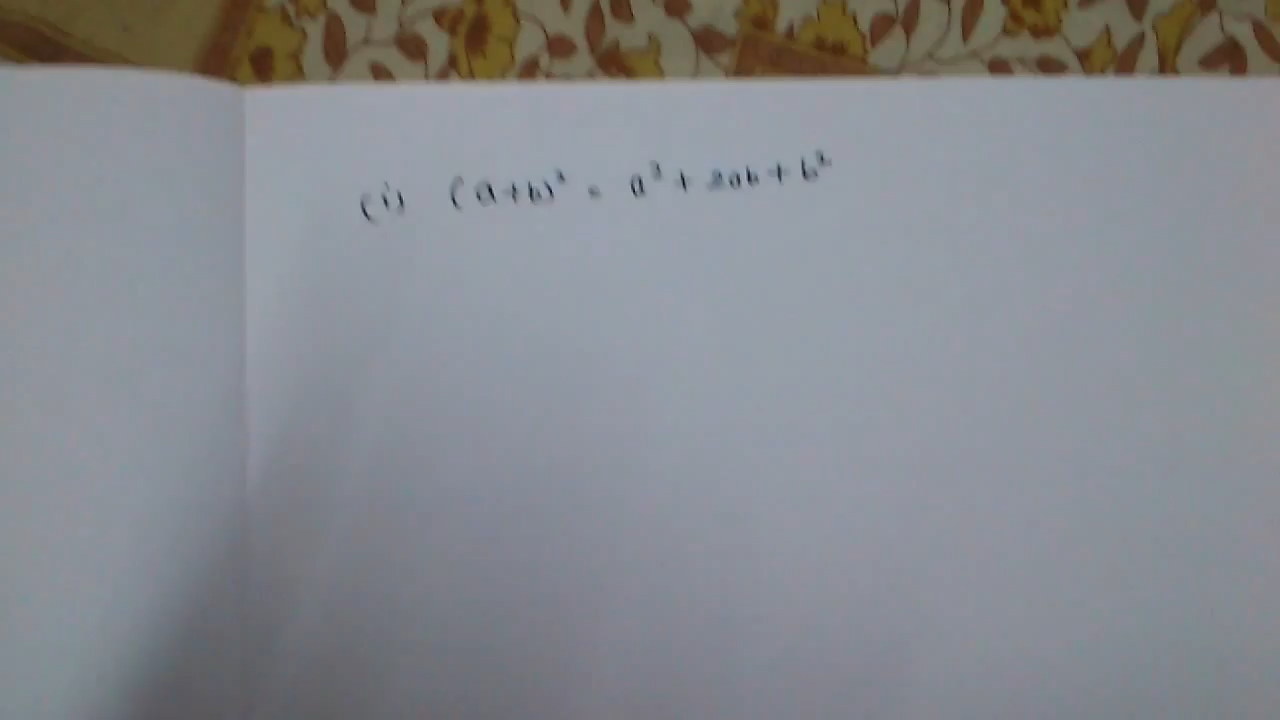 (i) (a+b)² = a² + 2ab + b²